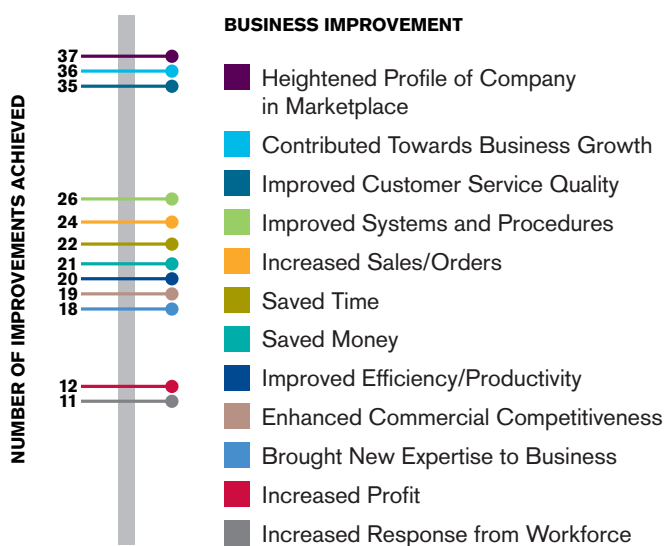 BUSINESS IMPROVEMENT
NUMBER OF IMPROVEMENTS ACHIEVED
37
36
35
26
24
22
21
20
19
18
12
11
Heightened Profile of Company
in Marketplace
Contributed Towards Business Growth
Improved Customer Service Quality
Improved Systems and Procedures
Increased Sales/Orders
Saved Time
Saved Money
Improved Efficiency/Productivity
Enhanced Commercial Competitiveness
Brought New Expertise to Business
Increased Profit
Increased Response from Workforce